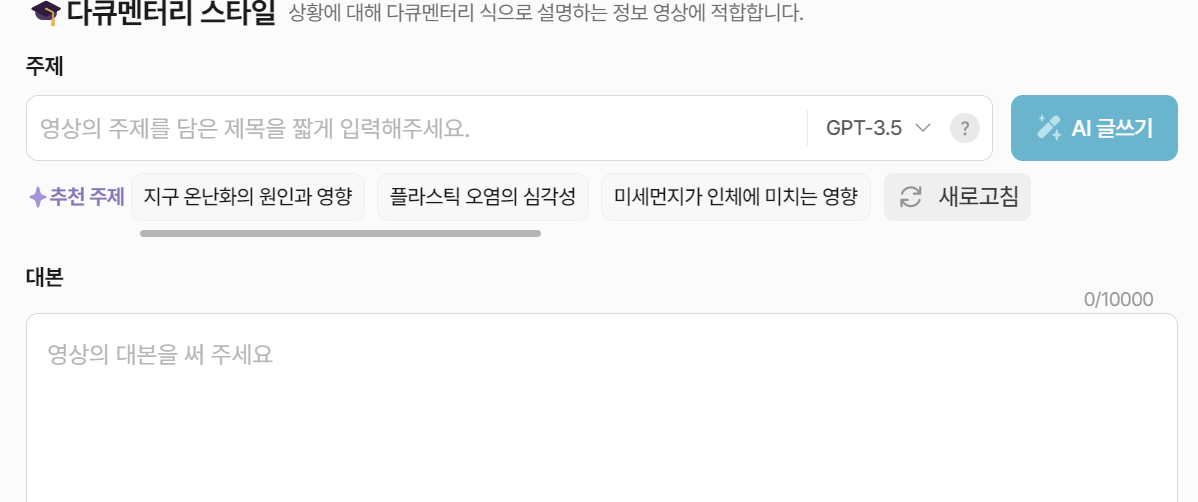 다큐멘터리 스타일 상황에 대해 다큐멘터리 식으로 설명하는 정보 영상에 적합합니다.
주제
영상의 주제를 담은 제목을 짧게 입력해주세요. GPT-3.5 ? AI 글쓰기
추천 주제 지구 온난화의 원인과 영향 플라스틱 오염의 심각성 미세먼지가 인체에 미치는 영향 새로고침
대본
0/10000
영상의 대본을 써 주세요